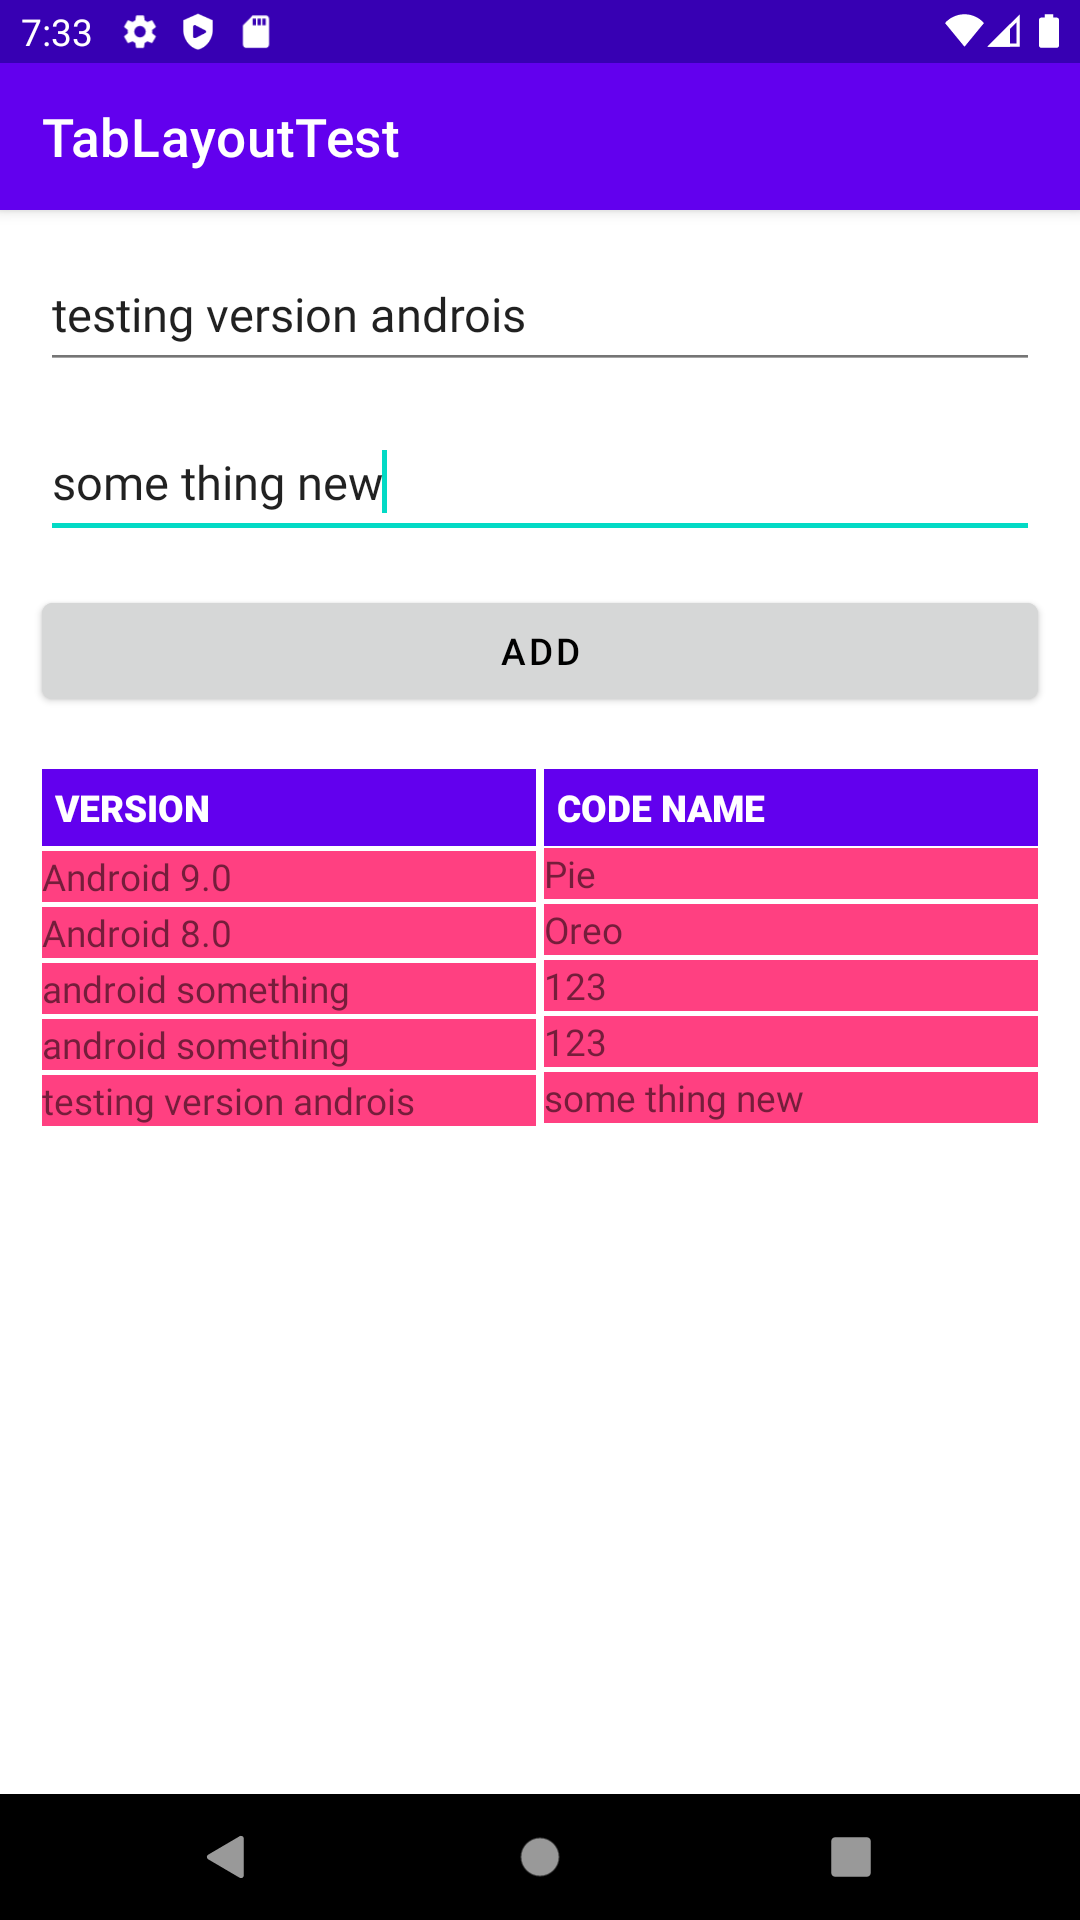 7:33
TabLayoutTest
testing version androis
some thing new
ADD
VERSION CODE NAME
Android 9.0 Pie
Android 8.0 Oreo
android something 123
android something 123
testing version androis some thing new